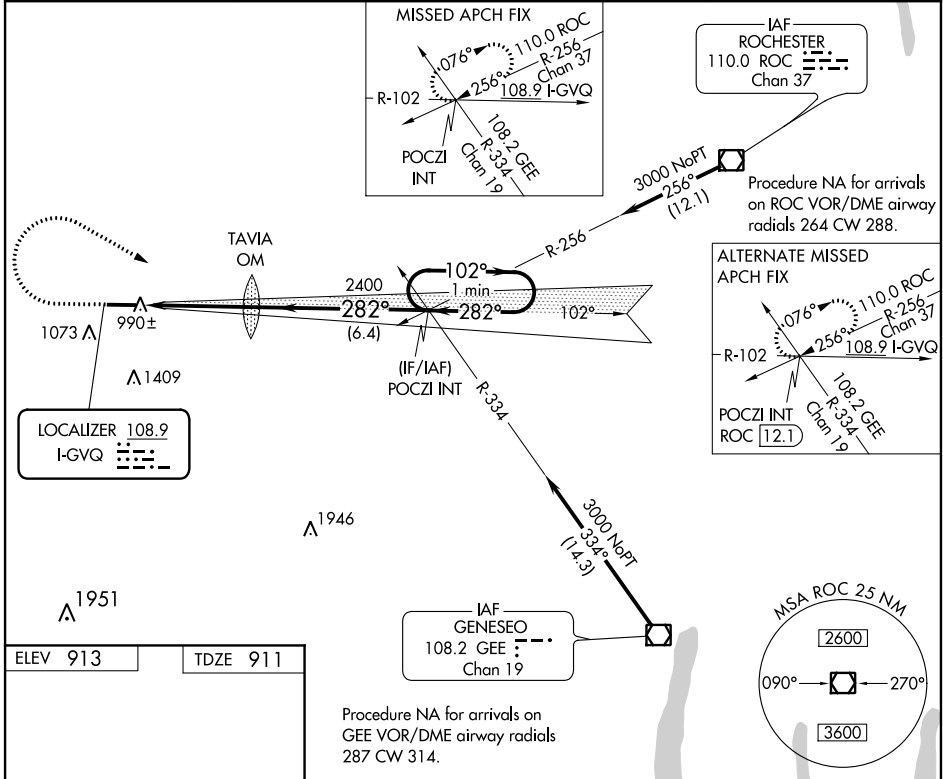 MISSED APCH FIX
076°
110.0 ROC
R-256
Chan 37
256°
R-102
108.9 I-GVQ
108.2 GEE
R-334
Chan 19
POCZI
INT
IAF
ROCHESTER
110.0 ROC
Chan 37
3000 NoPT
256°
(12.1)
R-256
Procedure NA for arrivals
on ROC VOR/DME airway
radials 264 CW 288.
TAVIA
OM
2400
102°
1 min
282°
282°
102°
(6.4)
(IF/IAF)
POCZI INT
990±
1073
1409
LOCALIZER 108.9
I-GVQ
ALTERNATE MISSED
APCH FIX
076°
110.0 ROC
R-256
Chan 37
256°
R-102
108.9 I-GVQ
108.2 GEE
R-334
Chan 19
POCZI INT
ROC 12.1
R-334
3000 NoPT
334°
(14.3)
1946
1951
IAF
GENESEO
108.2 GEE
Chan 19
MSA ROC 25 NM
2600
090°
270°
3600
ELEV 913
TDZE 911
Procedure NA for arrivals on
GEE VOR/DME airway radials
287 CW 314.